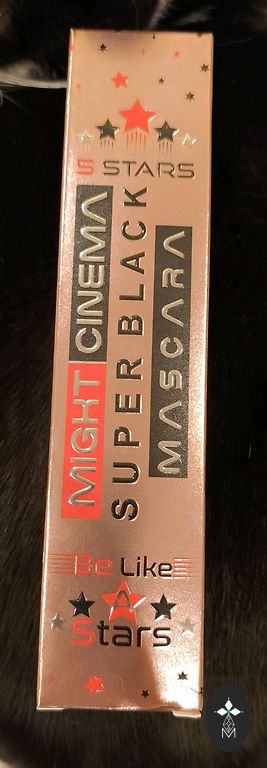 5 STARS
MIGHT CINEMA
SUPER BLACK
MASCARA
Be Like
A
Stars